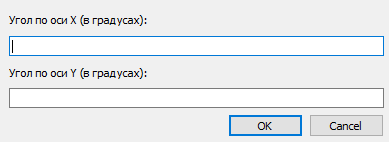 Угол по оси X (в градусах):
Угол по оси Y (в градусах):
OK Cancel